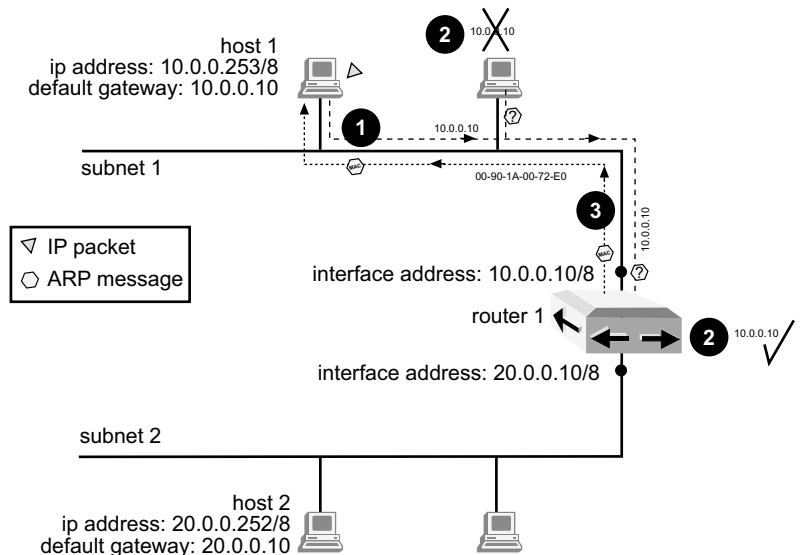 host 1
ip address: 10.0.0.253/8
default gateway: 10.0.0.10
2
10.0.0.10
?
1
10.0.0.10
subnet 1
MAC
00-90-1A-00-72-E0
3
10.0.0.10
MAC
?
IP packet
ARP message
interface address: 10.0.0.10/8
router 1
2
10.0.0.10
interface address: 20.0.0.10/8
subnet 2
host 2
ip address: 20.0.0.252/8
default gateway: 20.0.0.10